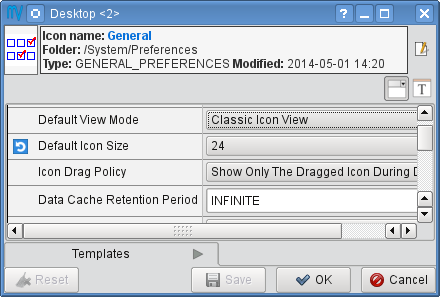 Desktop <2>
Icon name: General
Folder: /System/Preferences
Type: GENERAL_PREFERENCES Modified: 2014-05-01 14:20
T
Default View Mode Classic Icon View
Default Icon Size 24
Icon Drag Policy Show Only The Dragged Icon During
Data Cache Retention Period INFINITE
Templates
Reset Save OK Cancel